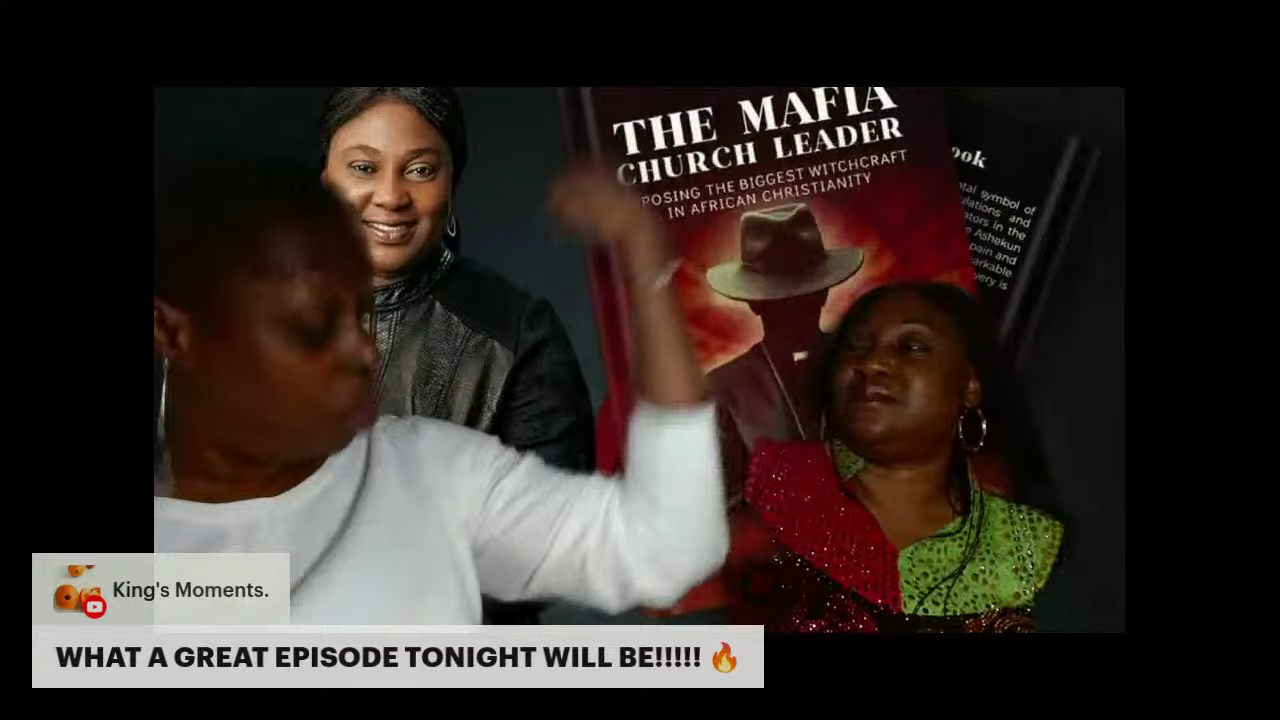 THE MAFIA
CHURCH LEADER
POSING THE BIGGEST WITCHCRAFT
IN AFRICAN CHRISTIANITY
ook
tal symbol of
ulations and
ators in the
Ashekun
pain and
arkable
very is
King's Moments.
WHAT A GREAT EPISODE TONIGHT WILL BE!!!!! 🔥